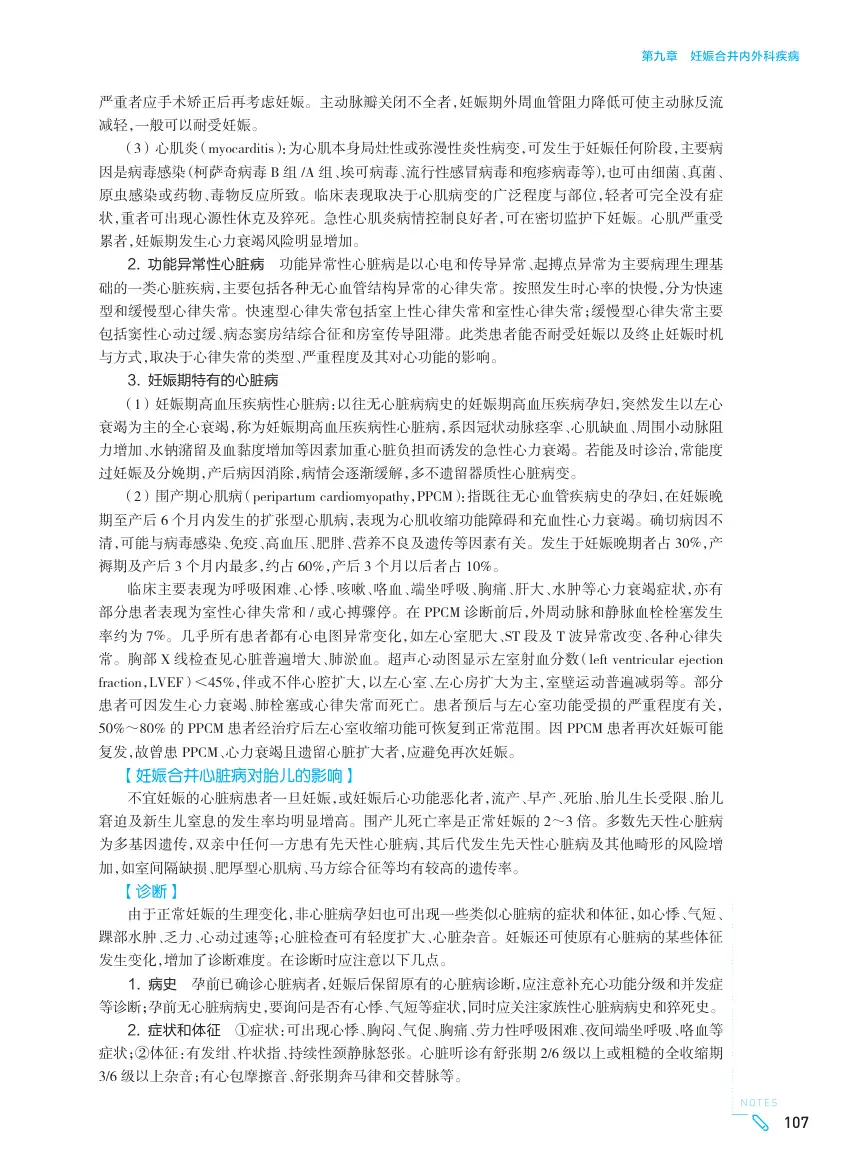 第九章 妊娠合并内外科疾病
严重者应手术矫正后再考虑妊娠。主动脉瓣关闭不全者，妊娠期外周血管阻力降低可使主动脉反流
减轻，一般可以耐受妊娠。
（3）心肌炎（myocarditis）：为心肌本身局灶性或弥漫性炎性病变，可发生于妊娠任何阶段，主要病
因是病毒感染（柯萨奇病毒 B 组 /A 组、埃可病毒、流行性感冒病毒和疱疹病毒等），也可由细菌、真菌、
原虫感染或药物、毒物反应所致。临床表现取决于心肌病变的广泛程度与部位，轻者可完全没有症
状，重者可出现心源性休克及猝死。急性心肌炎病情控制良好者，可在密切监护下妊娠。心肌严重受
累者，妊娠期发生心力衰竭风险明显增加。
2. 功能异常性心脏病 功能异常性心脏病是以心电和传导异常、起搏点异常为主要病理生理基
础的一类心脏疾病，主要包括各种无心血管结构异常的心律失常。按照发生时心率的快慢，分为快速
型和缓慢型心律失常。快速型心律失常包括室上性心律失常和室性心律失常；缓慢型心律失常主要
包括窦性心动过缓、病态窦房结综合征和房室传导阻滞。此类患者能否耐受妊娠以及终止妊娠时机
与方式，取决于心律失常的类型、严重程度及其对心功能的影响。
3. 妊娠期特有的心脏病
（1）妊娠期高血压疾病性心脏病：以往无心脏病病史的妊娠期高血压疾病孕妇，突然发生以左心
衰竭为主的全心衰竭，称为妊娠期高血压疾病性心脏病，系因冠状动脉痉挛、心肌缺血、周围小动脉阻
力增加、水钠潴留及血黏度增加等因素加重心脏负担而诱发的急性心力衰竭。若能及时诊治，常能度
过妊娠及分娩期，产后病因消除，病情会逐渐缓解，多不遗留器质性心脏病变。
（2）围产期心肌病（peripartum cardiomyopathy，PPCM）：指既往无心血管疾病史的孕妇，在妊娠晚
期至产后 6 个月内发生的扩张型心肌病，表现为心肌收缩功能障碍和充血性心力衰竭。确切病因不
清，可能与病毒感染、免疫、高血压、肥胖、营养不良及遗传等因素有关。发生于妊娠晚期者占 30%，产
褥期及产后 3 个月内最多，约占 60%，产后 3 个月以后者占 10%。
临床主要表现为呼吸困难、心悸、咳嗽、咯血、端坐呼吸、胸痛、肝大、水肿等心力衰竭症状，亦有
部分患者表现为室性心律失常和 / 或心搏骤停。在 PPCM 诊断前后，外周动脉和静脉血栓栓塞发生
率约为 7%。几乎所有患者都有心电图异常变化，如左心室肥大、ST 段及 T 波异常改变、各种心律失
常。胸部 X 线检查见心脏普遍增大、肺淤血。超声心动图显示左室射血分数（left ventricular ejection
fraction，LVEF）＜45%，伴或不伴心腔扩大，以左心室、左心房扩大为主，室壁运动普遍减弱等。部分
患者可因发生心力衰竭、肺栓塞或心律失常而死亡。患者预后与左心室功能受损的严重程度有关，
50%～80% 的 PPCM 患者经治疗后左心室收缩功能可恢复到正常范围。因 PPCM 患者再次妊娠可能
复发，故曾患 PPCM、心力衰竭且遗留心脏扩大者，应避免再次妊娠。
【妊娠合并心脏病对胎儿的影响】
不宜妊娠的心脏病患者一旦妊娠，或妊娠后心功能恶化者，流产、早产、死胎、胎儿生长受限、胎儿
窘迫及新生儿窒息的发生率均明显增高。围产儿死亡率是正常妊娠的 2～3 倍。多数先天性心脏病
为多基因遗传，双亲中任何一方患有先天性心脏病，其后代发生先天性心脏病及其他畸形的风险增
加，如室间隔缺损、肥厚型心肌病、马方综合征等均有较高的遗传率。
【诊断】
由于正常妊娠的生理变化，非心脏病孕妇也可出现一些类似心脏病的症状和体征，如心悸、气短、
踝部水肿、乏力、心动过速等；心脏检查可有轻度扩大、心脏杂音。妊娠还可使原有心脏病的某些体征
发生变化，增加了诊断难度。在诊断时应注意以下几点。
1. 病史 孕前已确诊心脏病者，妊娠后保留原有的心脏病诊断，应注意补充心功能分级和并发症
等诊断；孕前无心脏病病史，要询问是否有心悸、气短等症状，同时应关注家族性心脏病病史和猝死史。
2. 症状和体征 ①症状：可出现心悸、胸闷、气促、胸痛、劳力性呼吸困难、夜间端坐呼吸、咯血等
症状；②体征：有发绀、杵状指、持续性颈静脉怒张。心脏听诊有舒张期 2/6 级以上或粗糙的全收缩期
3/6 级以上杂音；有心包摩擦音、舒张期奔马律和交替脉等。
NOTES
107